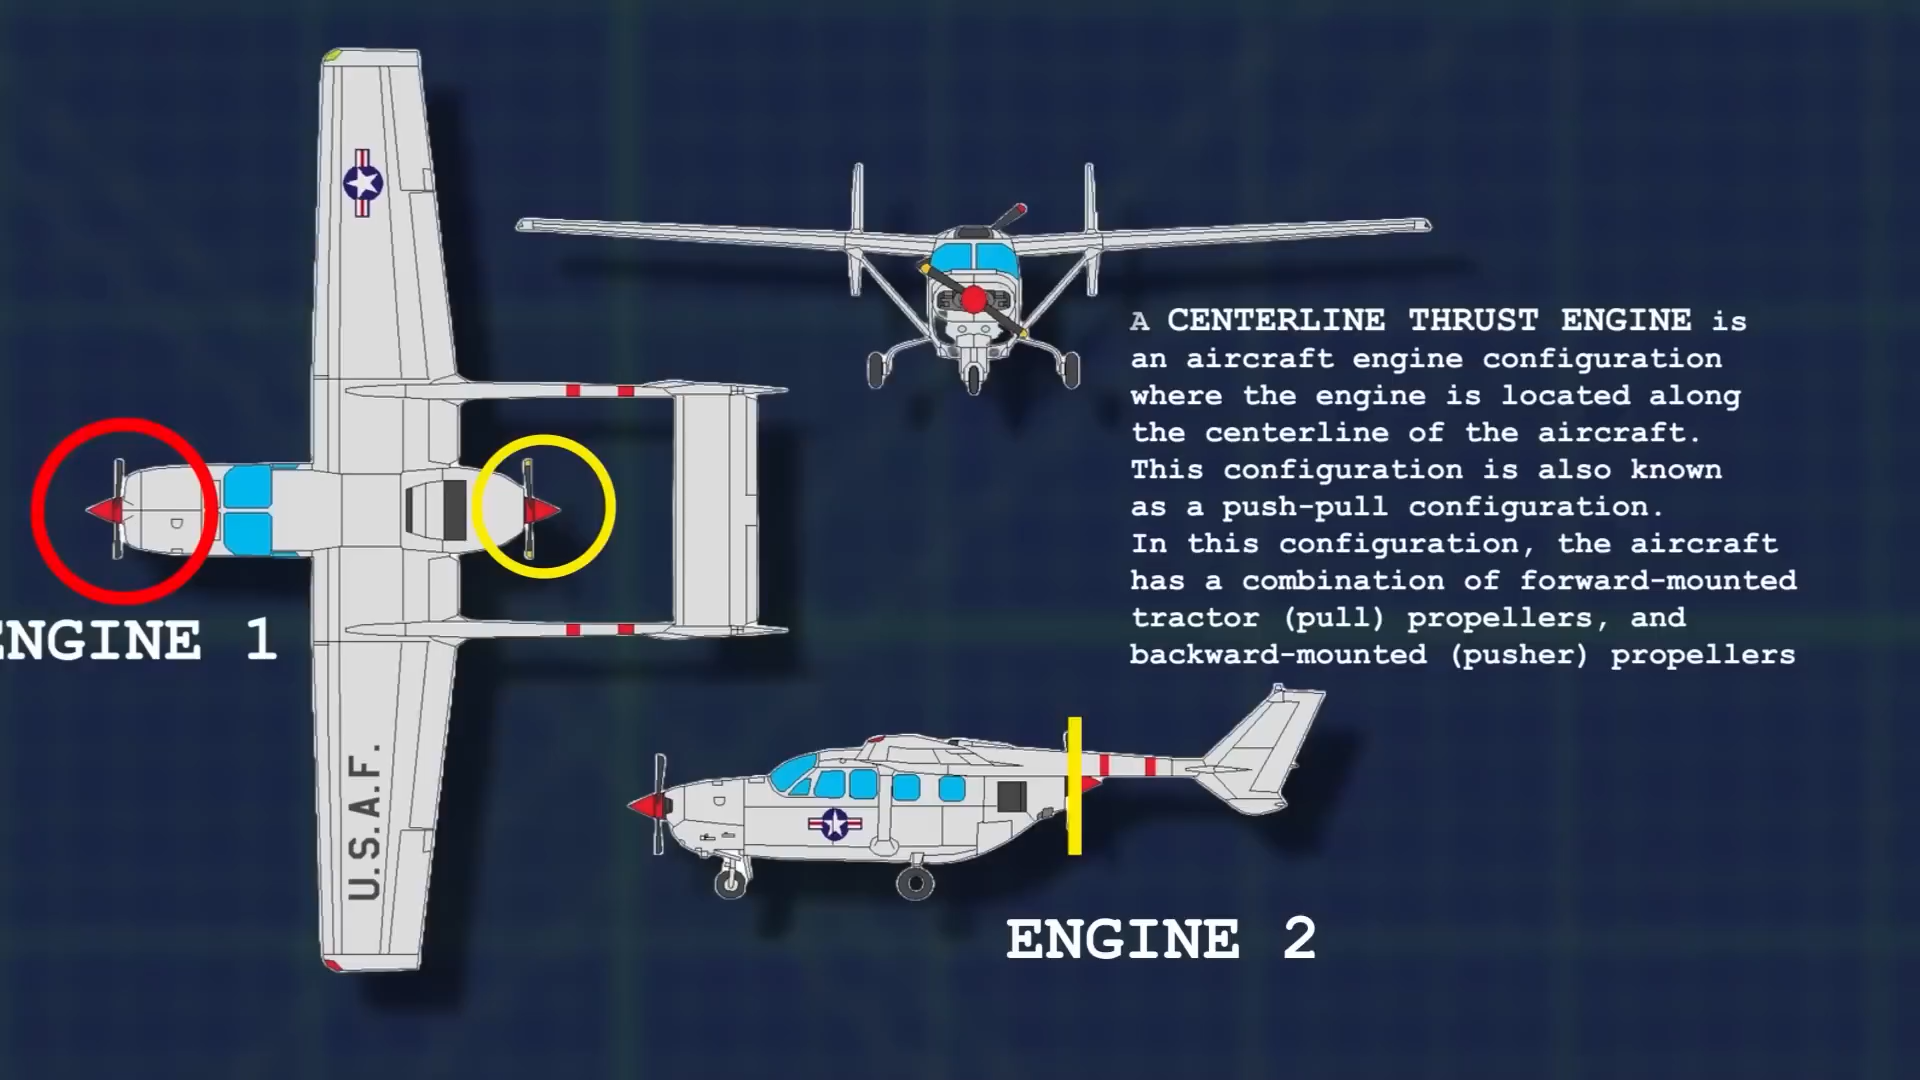 A CENTERLINE THRUST ENGINE is
an aircraft engine configuration
where the engine is located along
the centerline of the aircraft.
This configuration is also known
as a push-pull configuration.
In this configuration, the aircraft
has a combination of forward-mounted
tractor (pull) propellers, and
backward-mounted (pusher) propellers
ENGINE 1
U.S.A.F.
ENGINE 2